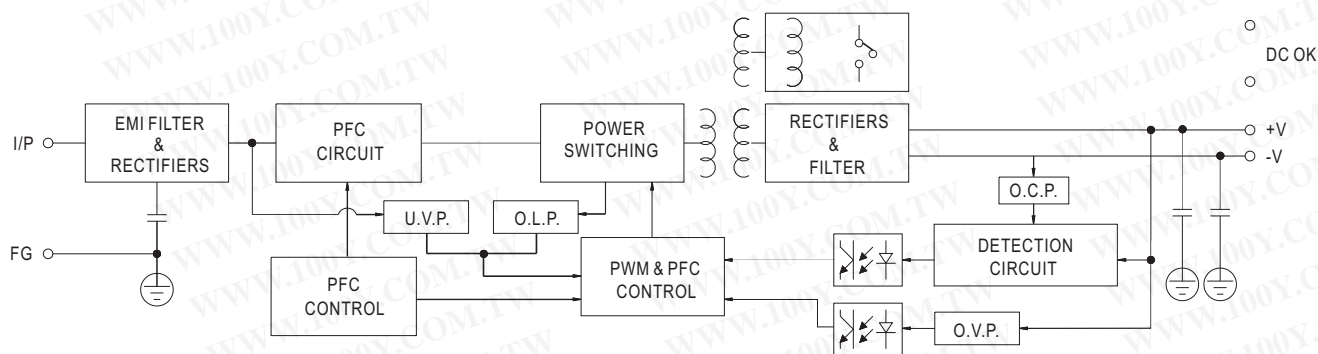 DC OK
I/P
EMI FILTER
&
RECTIFIERS
PFC
CIRCUIT
POWER
SWITCHING
RECTIFIERS
&
FILTER
+V
-V
O.C.P.
U.V.P.
O.L.P.
FG
PFC
CONTROL
PWM & PFC
CONTROL
DETECTION
CIRCUIT
O.V.P.
WWW.100Y.COM.TW